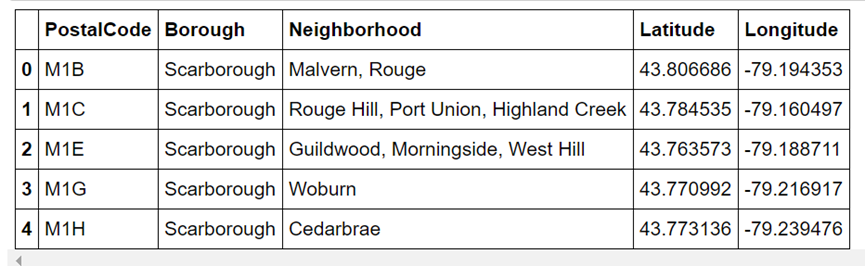 PostalCode Borough Neighborhood Latitude Longitude
0 M1B Scarborough Malvern, Rouge 43.806686 -79.194353
1 M1C Scarborough Rouge Hill, Port Union, Highland Creek 43.784535 -79.160497
2 M1E Scarborough Guildwood, Morningside, West Hill 43.763573 -79.188711
3 M1G Scarborough Woburn 43.770992 -79.216917
4 M1H Scarborough Cedarbrae 43.773136 -79.239476